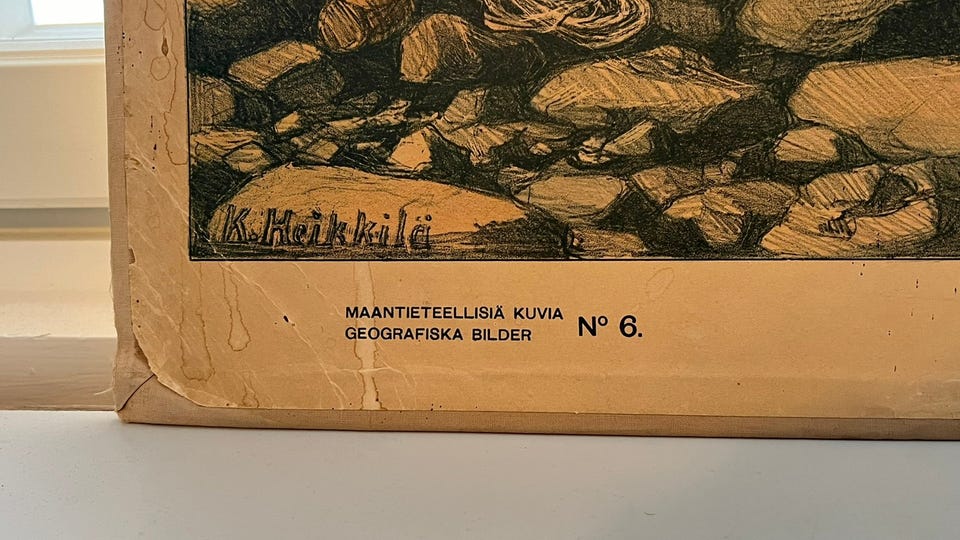 K. Heikkilä
MAANTIETEELLISIÄ KUVIA
GEOGRAFISKA BILDER
Nº 6.